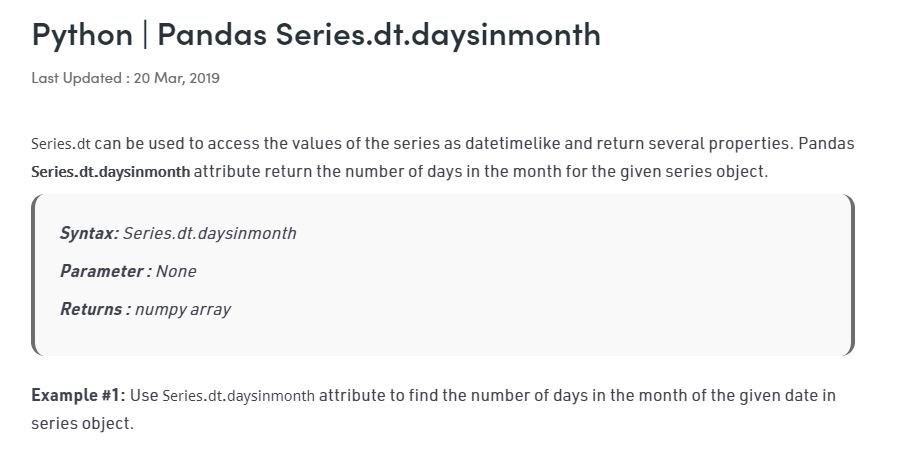 Python | Pandas Series.dt.daysinmonth
Last Updated : 20 Mar, 2019
Series.dt can be used to access the values of the series as datetimelike and return several properties. Pandas
Series.dt.daysinmonth attribute return the number of days in the month for the given series object.
Syntax: Series.dt.daysinmonth
Parameter : None
Returns : numpy array
Example #1: Use Series.dt.daysinmonth attribute to find the number of days in the month of the given date in
series object.